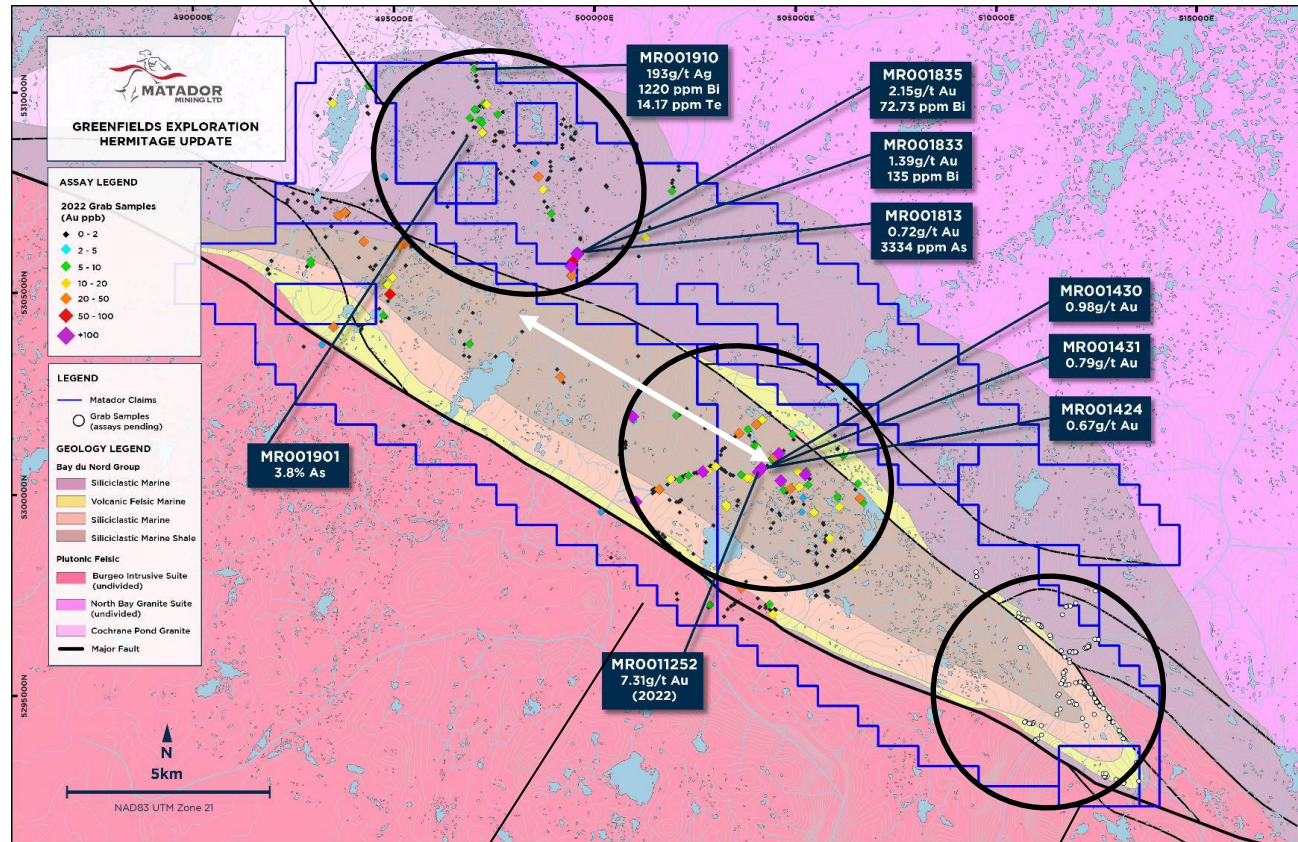 490000E 495000E 500000E 505000E 510000E 515000E
5310000N
5305000N
5300000N
5295000N
MATADOR
MINING LTD
GREENFIELDS EXPLORATION
HERMITAGE UPDATE
ASSAY LEGEND
2022 Grab Samples
(Au ppb)
0 - 2
2 - 5
5 - 10
10 - 20
20 - 50
50 - 100
+100
LEGEND
Matador Claims
Grab Samples
(assays pending)
GEOLOGY LEGEND
Bay du Nord Group
Siliciclastic Marine
Volcanic Felsic Marine
Siliciclastic Marine
Siliciclastic Marine Shale
Plutonic Felsic
Burgeo Intrusive Suite
(undivided)
North Bay Granite Suite
(undivided)
Cochrane Pond Granite
Major Fault
MR001910
193g/t Ag
1220 ppm Bi
14.17 ppm Te
MR001835
2.15g/t Au
72.73 ppm Bi
MR001833
1.39g/t Au
135 ppm Bi
MR001813
0.72g/t Au
3334 ppm As
MR001430
0.98g/t Au
MR001431
0.79g/t Au
MR001424
0.67g/t Au
MR001901
3.8% As
MR0011252
7.31g/t Au
(2022)
N
5km
NAD83 UTM Zone 21